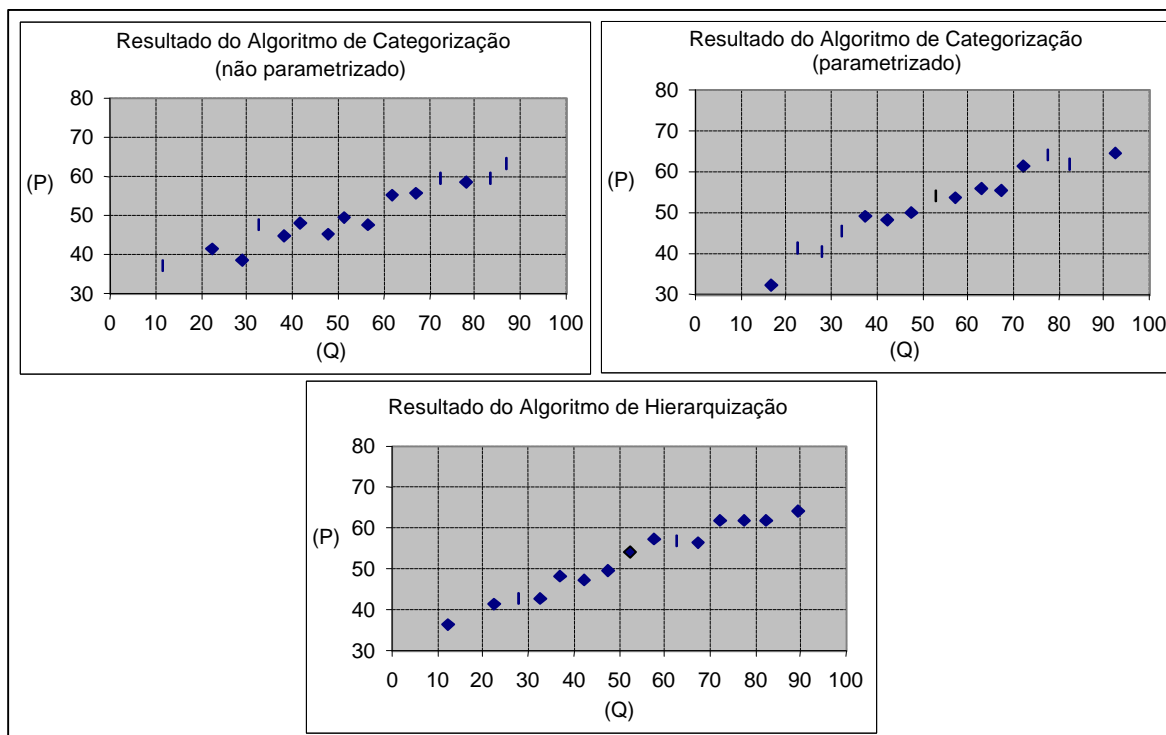 Resultado do Algoritmo de Categorização
(não parametrizado)
80
70
60
50
40
30
(P)
0 10 20 30 40 50 60 70 80 90 100
(Q)
Resultado do Algoritmo de Categorização
(parametrizado)
80
70
60
50
40
30
(P)
0 10 20 30 40 50 60 70 80 90 100
(Q)
Resultado do Algoritmo de Hierarquização
80
70
60
50
40
30
(P)
0 10 20 30 40 50 60 70 80 90 100
(Q)